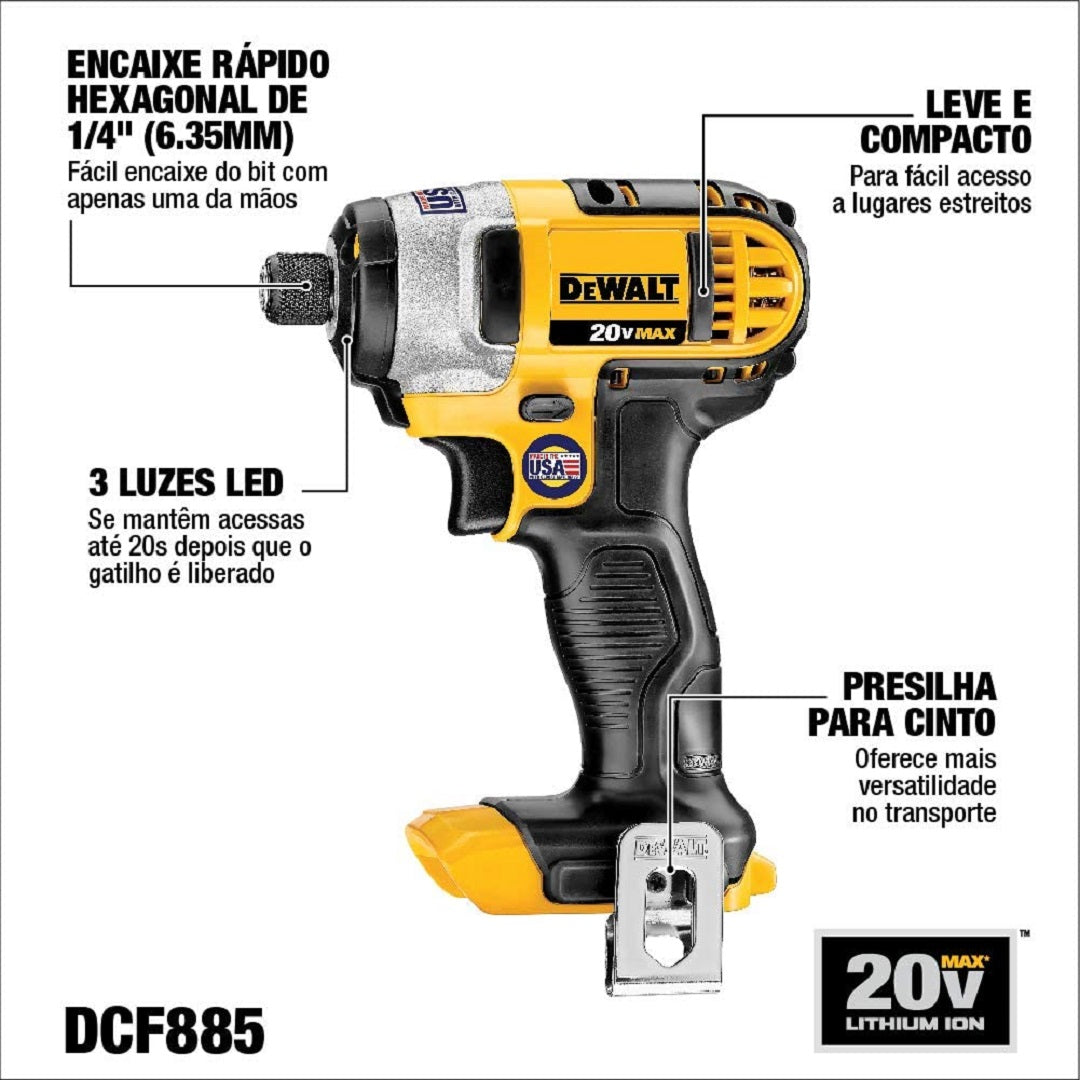 ENCAIXE RÁPIDO
HEXAGONAL DE
1/4" (6.35MM)
Fácil encaixe do bit com
apenas uma da mãos
LEVE E
COMPACTO
Para fácil acesso
a lugares estreitos
DEWALT
20V MAX
USA
3 LUZES LED
Se mantêm acessas
até 20s depois que o
gatilho é liberado
PRESILHA
PARA CINTO
Oferece mais
versatilidade
no transporte
DEWALT
20V MAX*
LITHIUM ION
™
DCF885